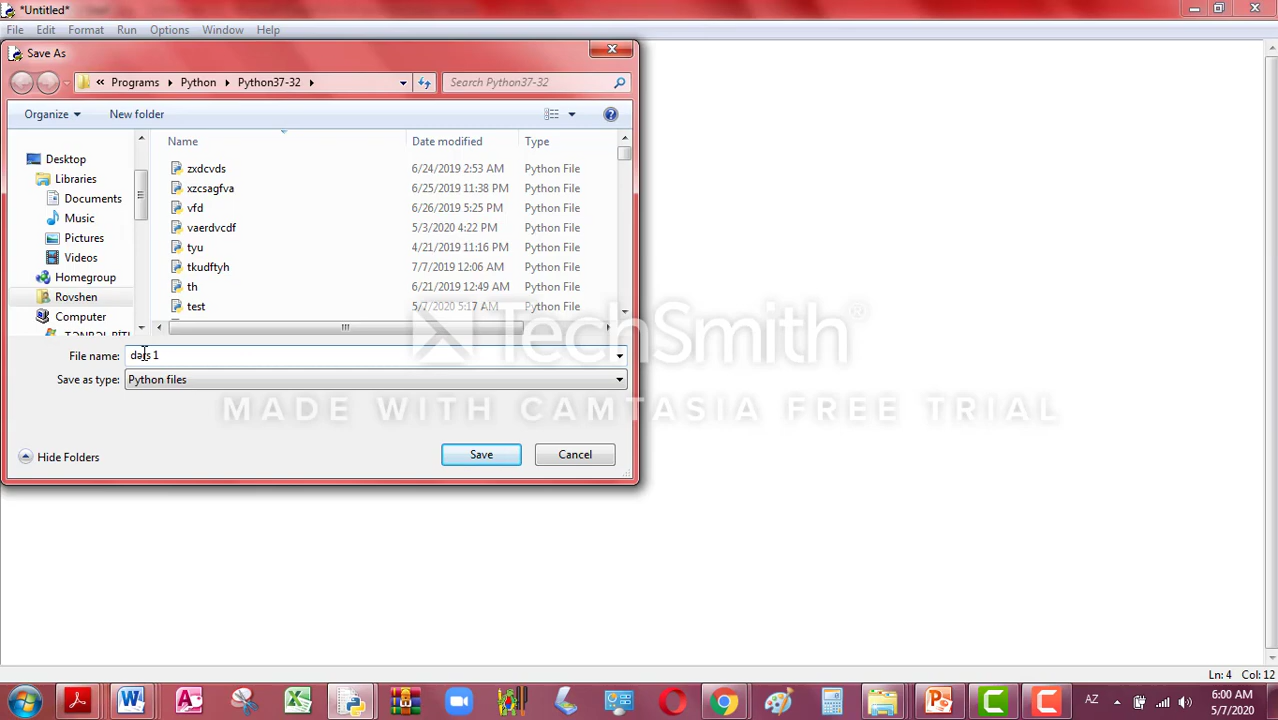 *Untitled*
File Edit Format Run Options Window Help
Save As
« Programs Python Python37-32 Search Python37-32
Organize New folder
Name Date modified Type
Desktop
Libraries
Documents
Music
Pictures
Videos
Homegroup
Rovshen
Computer
zxdcvds 6/24/2019 2:53 AM Python File
xzcsagfva 6/25/2019 11:38 PM Python File
vfd 6/26/2019 5:25 PM Python File
vaerdvcdf 5/3/2020 4:22 PM Python File
tyu 4/21/2019 11:16 PM Python File
tkudftyh 7/7/2019 12:06 AM Python File
th 6/21/2019 12:49 AM Python File
test 5/7/2020 5:17 AM Python File
File name: dərs 1
Save as type: Python files
Hide Folders Save Cancel
TechSmith®
MADE WITH CAMTASIA FREE TRIAL
Ln: 4 Col: 12
AZ 6:00 AM
5/7/2020